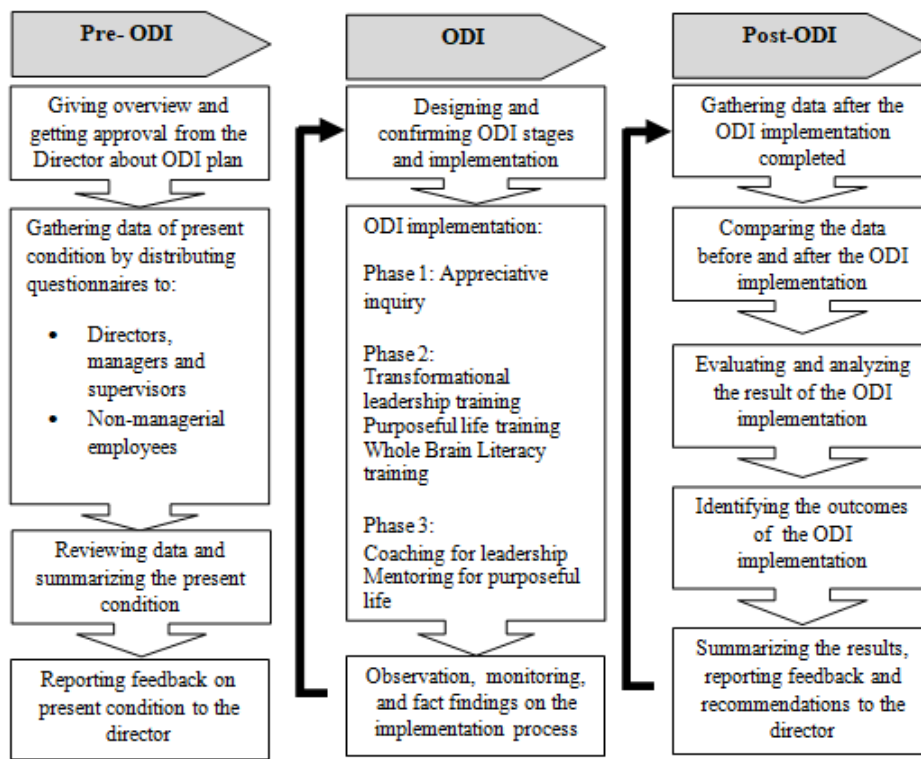 Pre- ODI
Giving overview and
getting approval from the
Director about ODI plan
Gathering data of present
condition by distributing
questionnaires to:
• Directors,
managers and
supervisors
• Non-managerial
employees
Reviewing data and
summarizing the present
condition
Reporting feedback on
present condition to the
director
ODI
Designing and
confirming ODI stages
and implementation
ODI implementation:
Phase 1: Appreciative
inquiry
Phase 2:
Transformational
leadership training
Purposeful life training
Whole Brain Literacy
training
Phase 3:
Coaching for leadership
Mentoring for purposeful
life
Observation, monitoring,
and fact findings on the
implementation process
Post-ODI
Gathering data after the
ODI implementation
completed
Comparing the data
before and after the ODI
implementation
Evaluating and analyzing
the result of the ODI
implementation
Identifying the outcomes
of the ODI
implementation
Summarizing the results,
reporting feedback and
recommendations to the
director